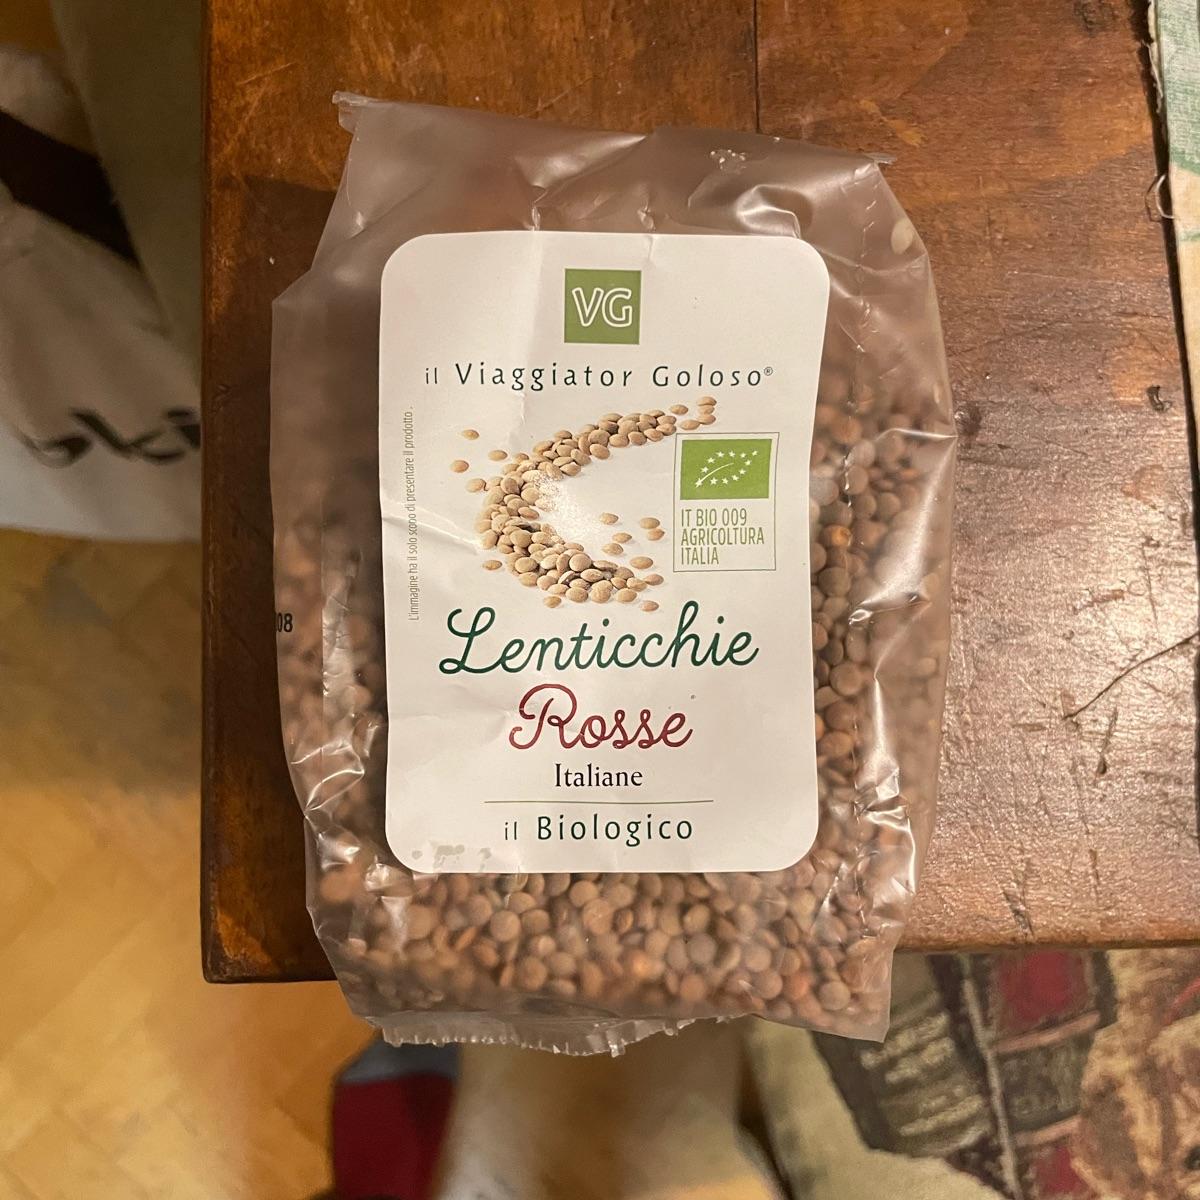 VG
il Viaggiator Goloso®
L'immagine ha il solo scopo di presentare il prodotto.
IT BIO 009
AGRICOLTURA
ITALIA
Lenticchie
Rosse
Italiane
il Biologico
08